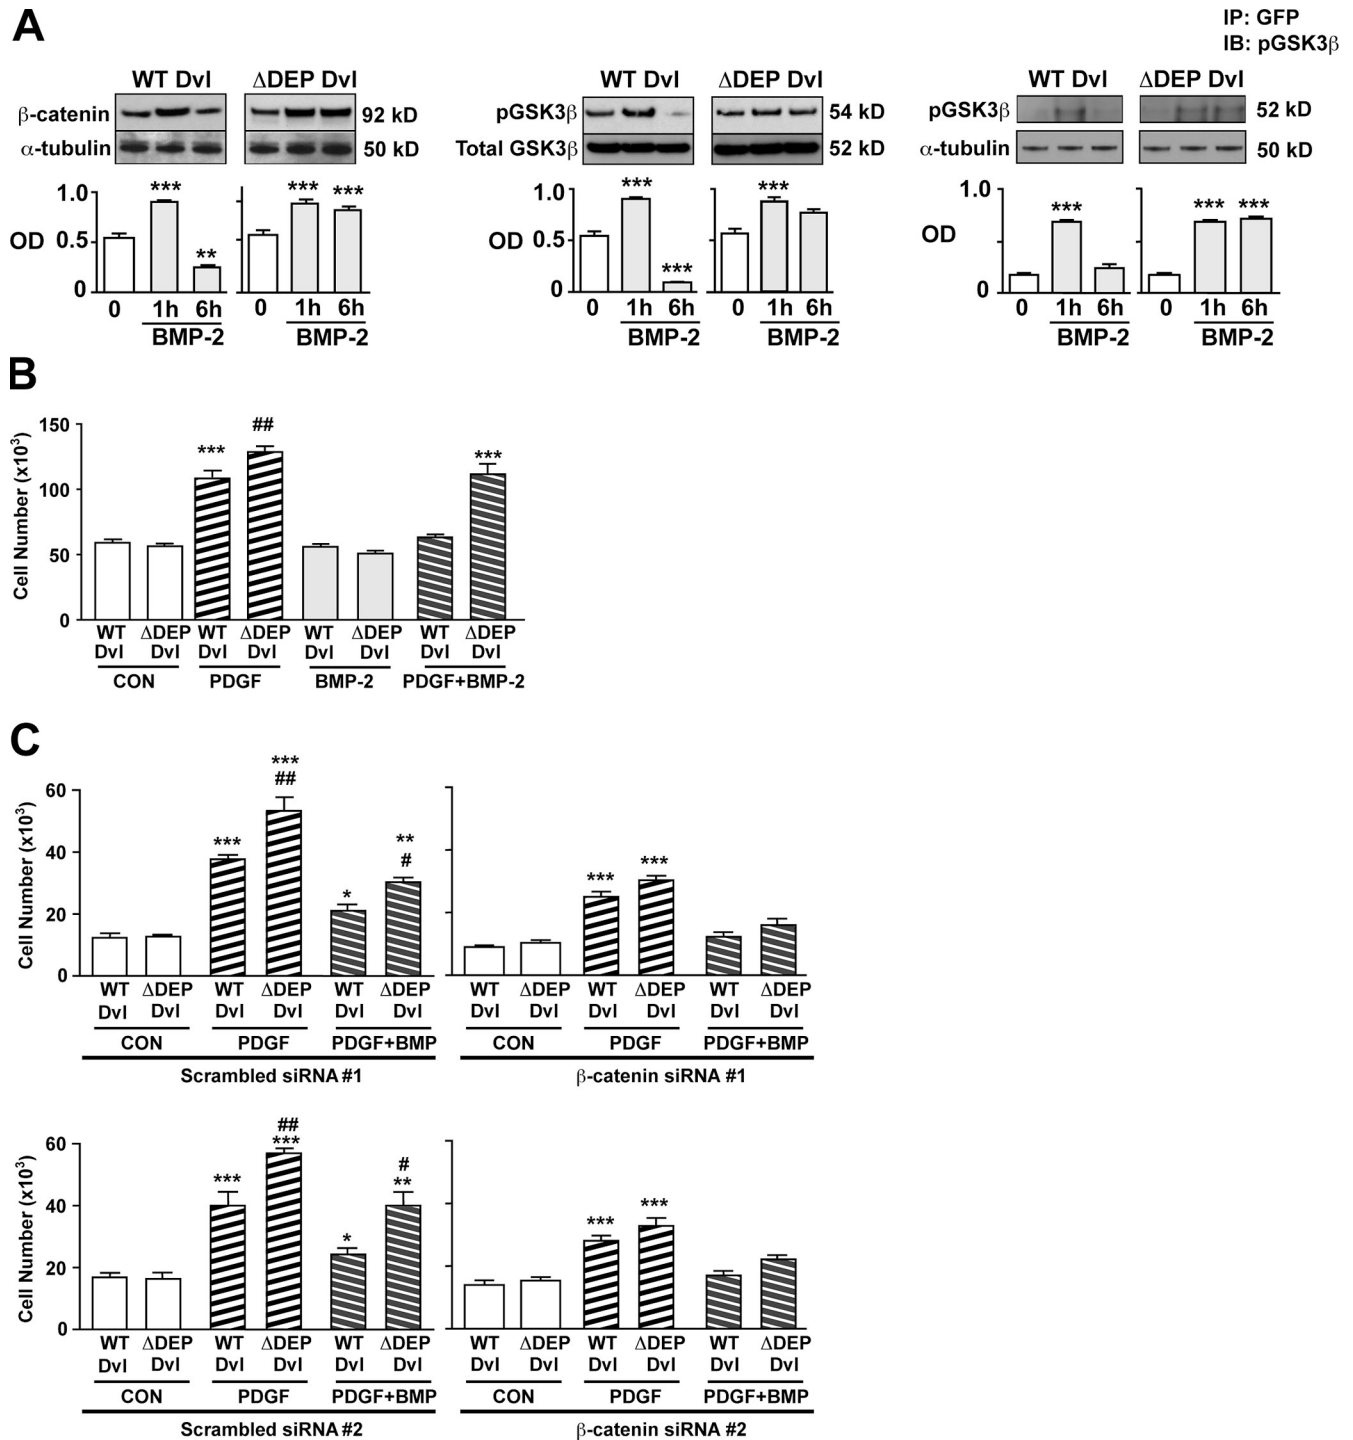 A
IP: GFP
IB: pGSK3β
WT Dvl ΔDEP Dvl
β-catenin 92 kD
α-tubulin 50 kD
*** *** ***
**
1.0
OD 0.5
0
0 1h 6h 0 1h 6h
BMP-2 BMP-2
WT Dvl ΔDEP Dvl
pGSK3β 54 kD
Total GSK3β 52 kD
*** ***
***
1.0
OD 0.5
0
0 1h 6h 0 1h 6h
BMP-2 BMP-2
WT Dvl ΔDEP Dvl
pGSK3β 52 kD
α-tubulin 50 kD
*** *** ***
1.0
OD
0
0 1h 6h 0 1h 6h
BMP-2 BMP-2
B
Cell Number (x10³)
150
100
50
0
*** ## ***
WT ΔDEP WT ΔDEP WT ΔDEP WT ΔDEP
Dvl Dvl Dvl Dvl Dvl Dvl Dvl Dvl
CON PDGF BMP-2 PDGF+BMP-2
C
Cell Number (x10³)
60
40
20
0
***
##
***
**
#
*
*** ***
WT ΔDEP WT ΔDEP WT ΔDEP WT ΔDEP WT ΔDEP WT ΔDEP
Dvl Dvl Dvl Dvl Dvl Dvl Dvl Dvl Dvl Dvl Dvl Dvl
CON PDGF PDGF+BMP CON PDGF PDGF+BMP
Scrambled siRNA #1 β-catenin siRNA #1
Cell Number (x10³)
60
40
20
0
##
***
***
#
**
*
*** ***
WT ΔDEP WT ΔDEP WT ΔDEP WT ΔDEP WT ΔDEP WT ΔDEP
Dvl Dvl Dvl Dvl Dvl Dvl Dvl Dvl Dvl Dvl Dvl Dvl
CON PDGF PDGF+BMP CON PDGF PDGF+BMP
Scrambled siRNA #2 β-catenin siRNA #2